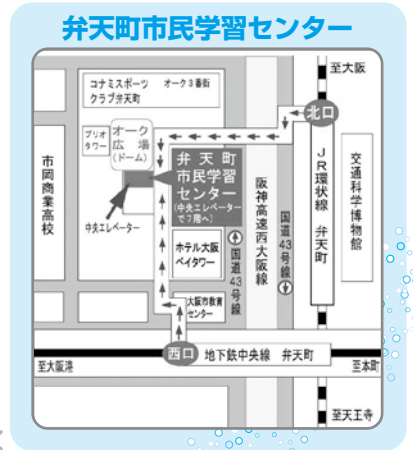 弁天町市民学習センター
至大阪
コナミスポーツ オーク3番街
クラブ弁天町
北口
プリオ
タワー
オーク
広場
(ドーム)
弁天町
市民学習
センター
(中央エレベーター
で7階へ)
市岡商業高校
中央エレベーター
阪神高速西大阪線
国道43号線
国道43号線
JR環状線 弁天町
交通科学博物館
ホテル大阪
ベイタワー
大阪市教育
センター
西口
地下鉄中央線 弁天町
至大阪港
至本町
至天王寺